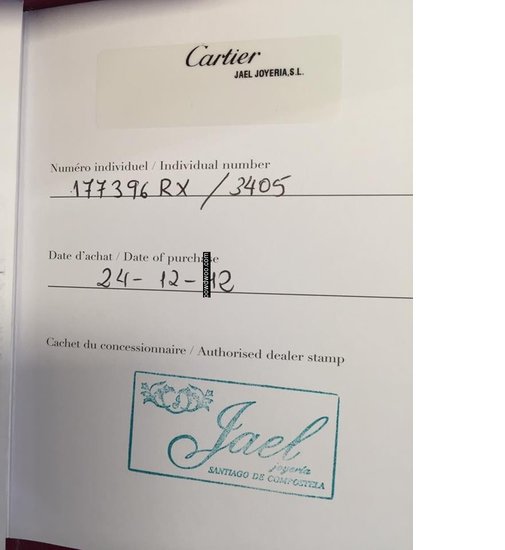 Cartier
JAEL JOYERIA,S.L.
Numéro individuel / Individual number
177396 RX / 3405
Date d'achat / Date of purchase
24 - 12 - 12
Cachet du concessionnaire / Authorised dealer stamp
Jael
joyería
SANTIAGO DE COMPOSTELA